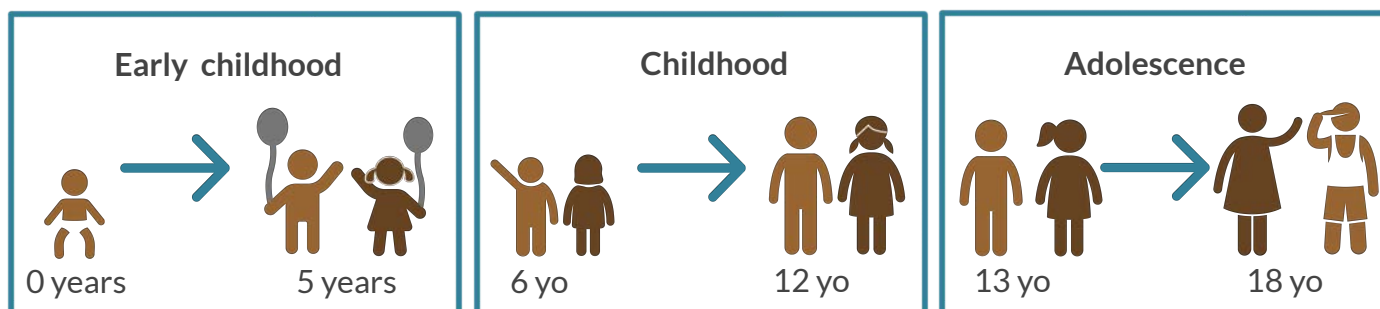 Early childhood
0 years
5 years
Childhood
6 yo
12 yo
Adolescence
13 yo
18 yo